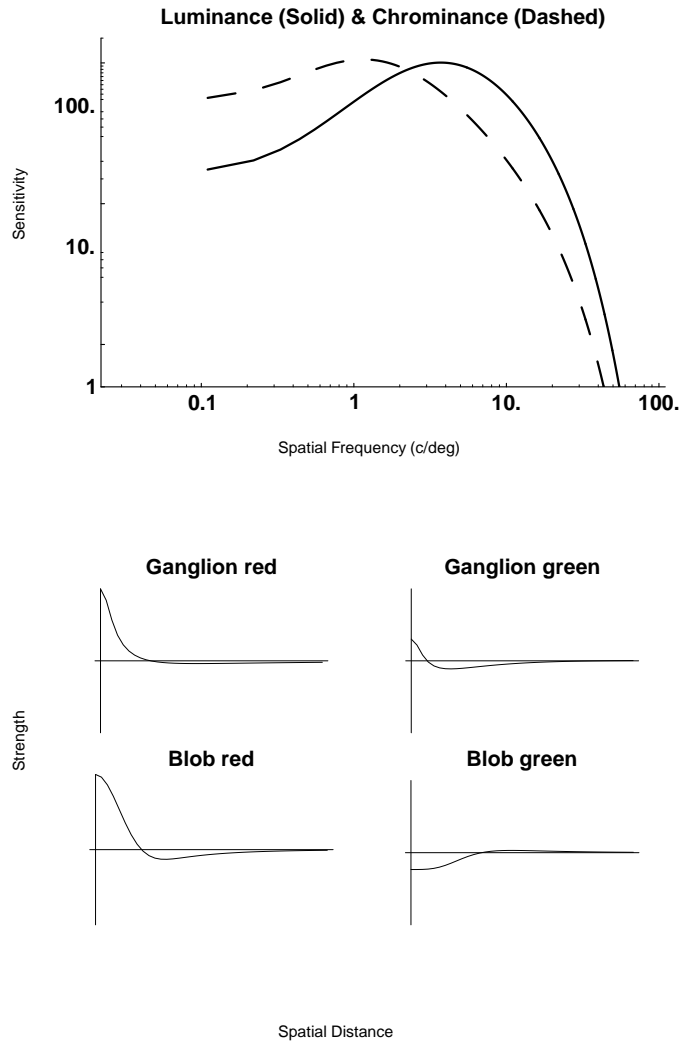 Luminance (Solid) & Chrominance (Dashed)
100.
Sensitivity
10.
1
0.1 1 10. 100.
Spatial Frequency (c/deg)
Ganglion red Ganglion green
Strength
Blob red Blob green
Spatial Distance